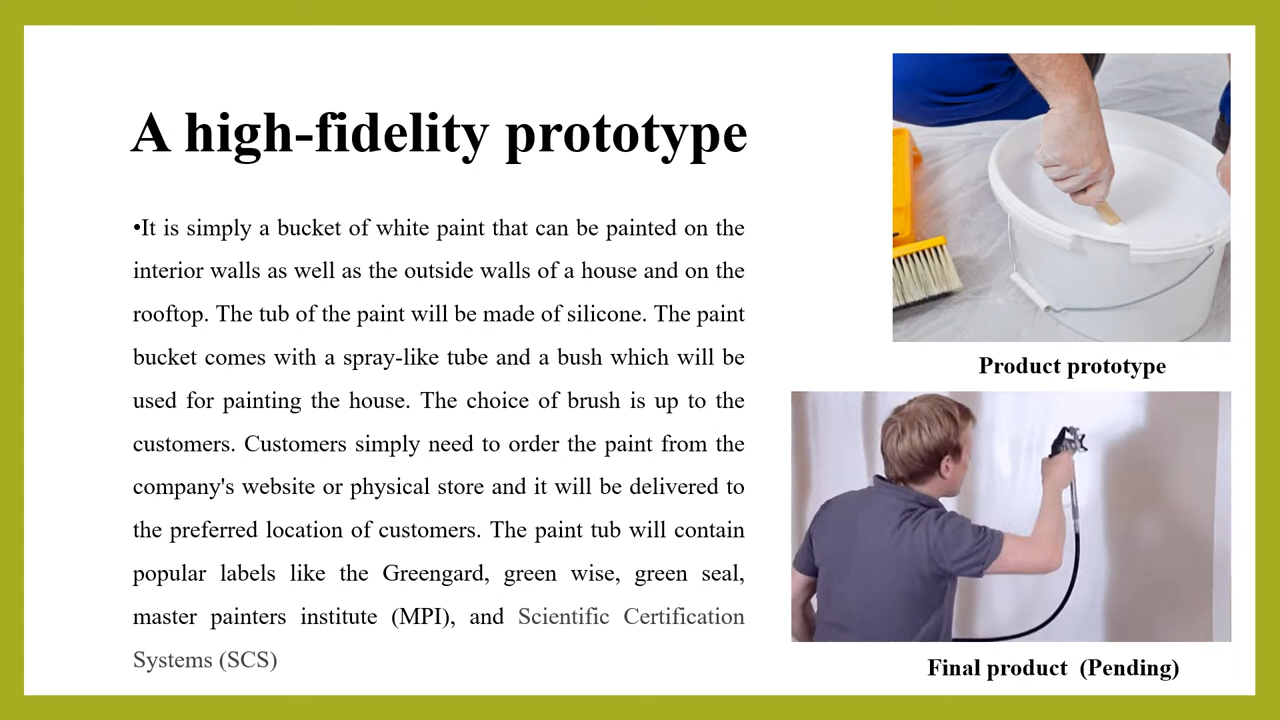 A high-fidelity prototype
•It is simply a bucket of white paint that can be painted on the
interior walls as well as the outside walls of a house and on the
rooftop. The tub of the paint will be made of silicone. The paint
bucket comes with a spray-like tube and a bush which will be
used for painting the house. The choice of brush is up to the
customers. Customers simply need to order the paint from the
company's website or physical store and it will be delivered to
the preferred location of customers. The paint tub will contain
popular labels like the Greengard, green wise, green seal,
master painters institute (MPI), and Scientific Certification
Systems (SCS)
Product prototype
Final product (Pending)